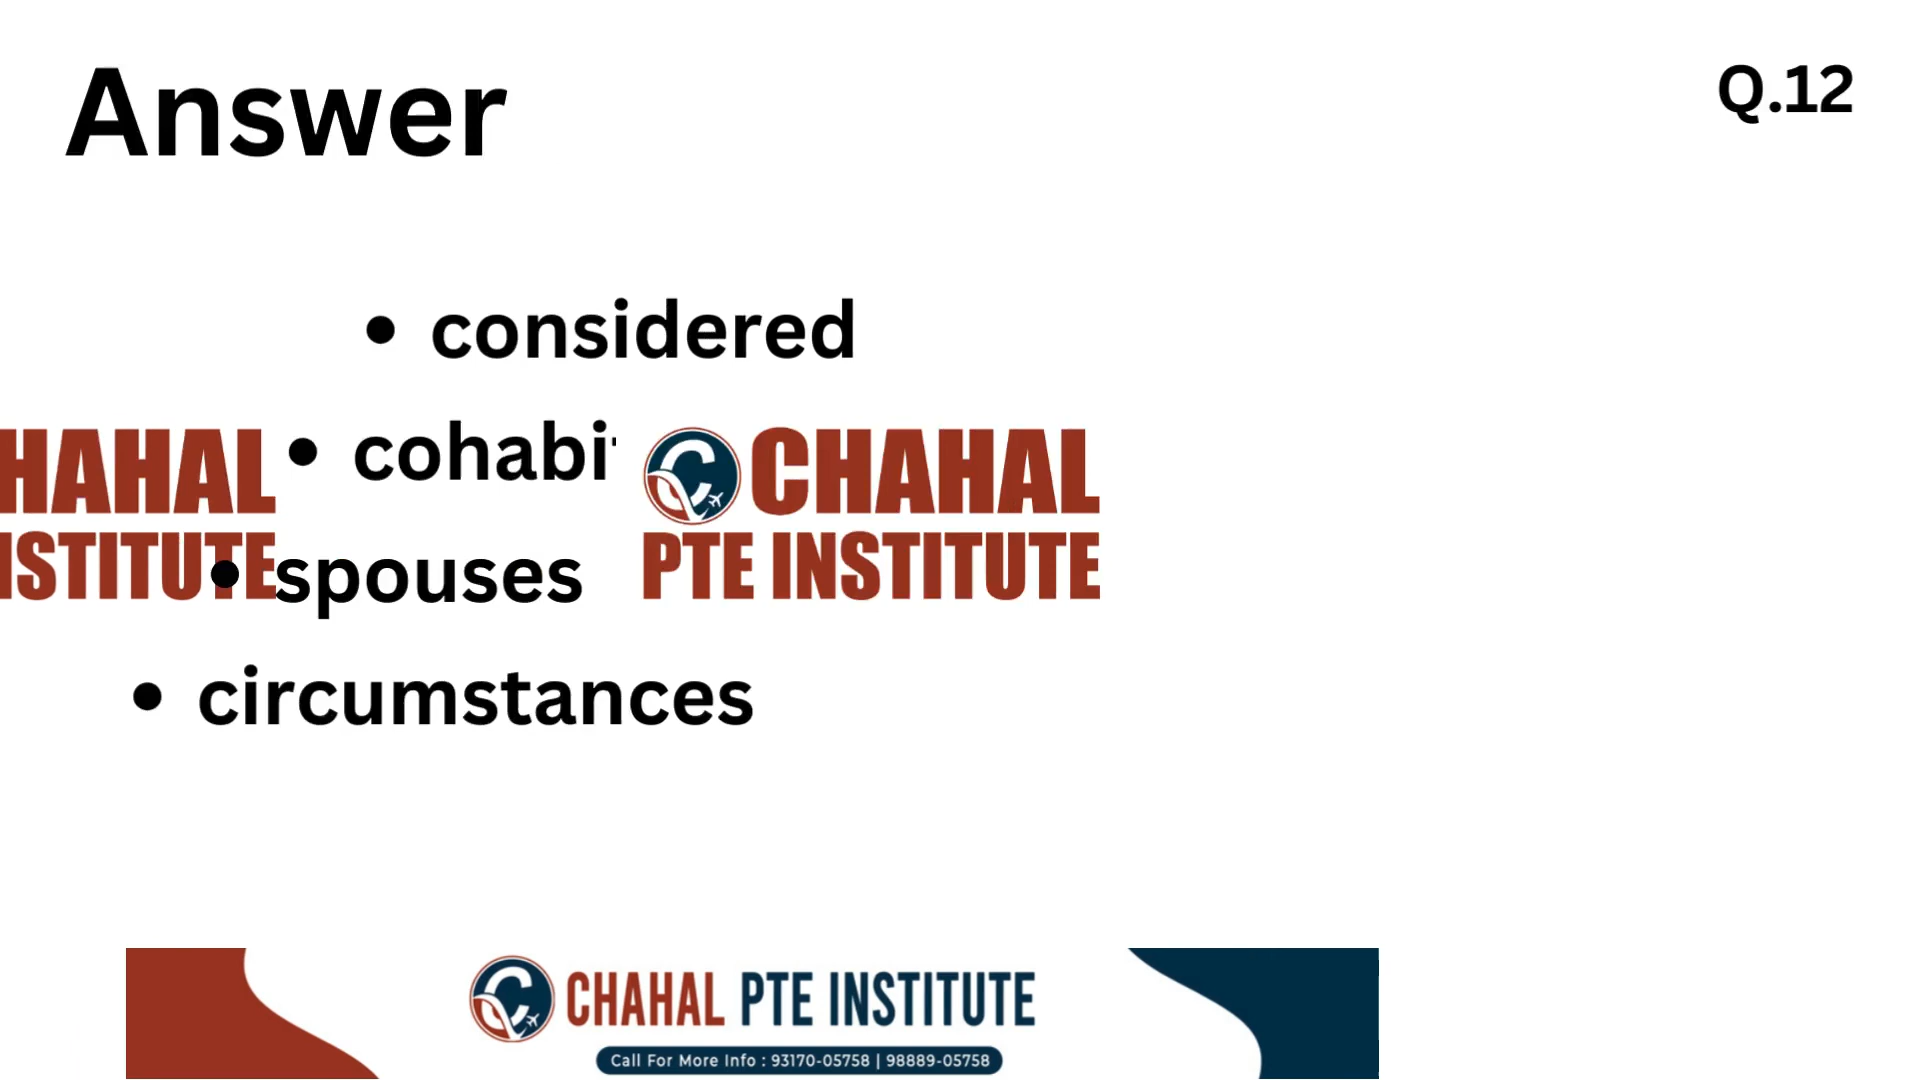 Answer
Q.12
• considered
• cohabi
HAHAL
ISTITUTE
CHAHAL
PTE INSTITUTE
• spouses
• circumstances
CHAHAL PTE INSTITUTE
Call For More Info : 93170-05758 | 98889-05758